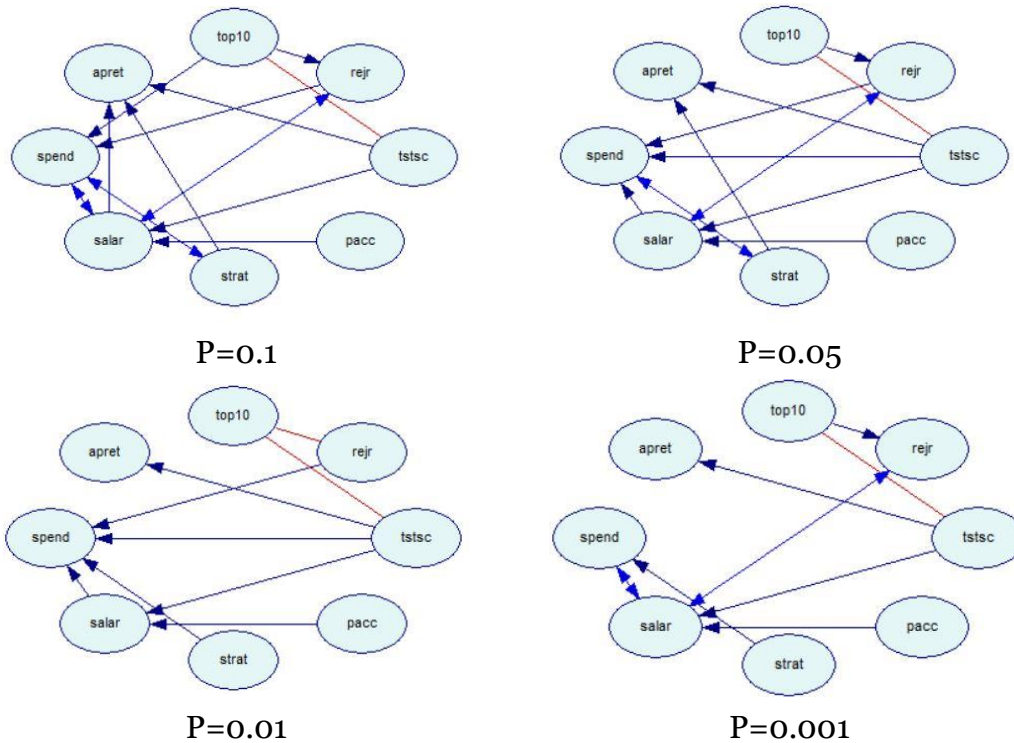 top10
apret
rejr
spend
tstsc
salar
pacc
strat
P=0.1
top10
apret
rejr
spend
tstsc
salar
pacc
strat
P=0.05
top10
apret
rejr
spend
tstsc
salar
pacc
strat
P=0.01
top10
apret
rejr
spend
tstsc
salar
pacc
strat
P=0.001